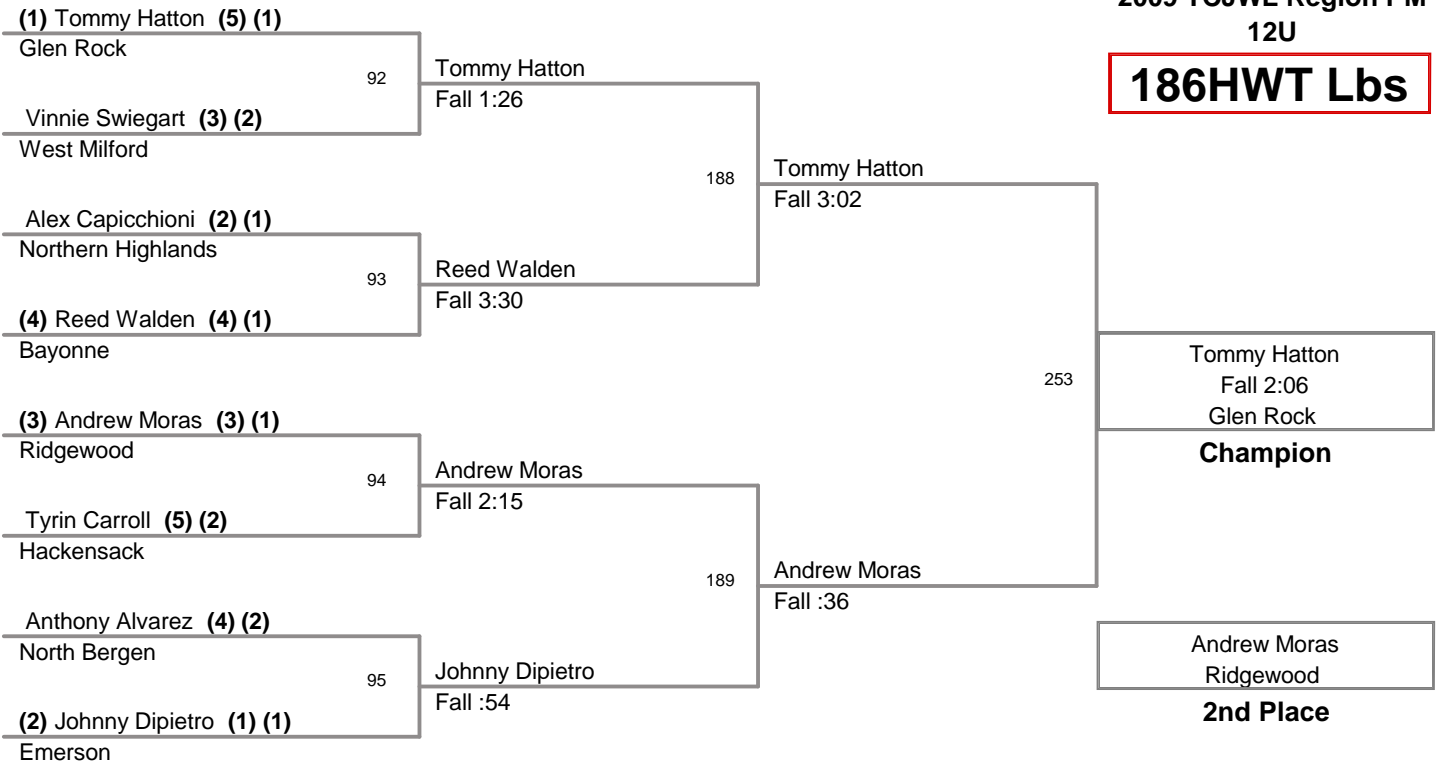 2009 TCJWL Region PM
12U
186HWT Lbs
(1) Tommy Hatton (5) (1)
Glen Rock
92
Vinnie Swiegart (3) (2)
West Milford
Alex Capicchioni (2) (1)
Northern Highlands
93
(4) Reed Walden (4) (1)
Bayonne
(3) Andrew Moras (3) (1)
Ridgewood
94
Tyrin Carroll (5) (2)
Hackensack
Anthony Alvarez (4) (2)
North Bergen
95
(2) Johnny Dipietro (1) (1)
Emerson
Tommy Hatton
Fall 1:26
188
Reed Walden
Fall 3:30
Andrew Moras
Fall 2:15
189
Johnny Dipietro
Fall :54
Tommy Hatton
Fall 3:02
253
Andrew Moras
Fall :36
Tommy Hatton
Fall 2:06
Glen Rock
Champion
Andrew Moras
Ridgewood
2nd Place